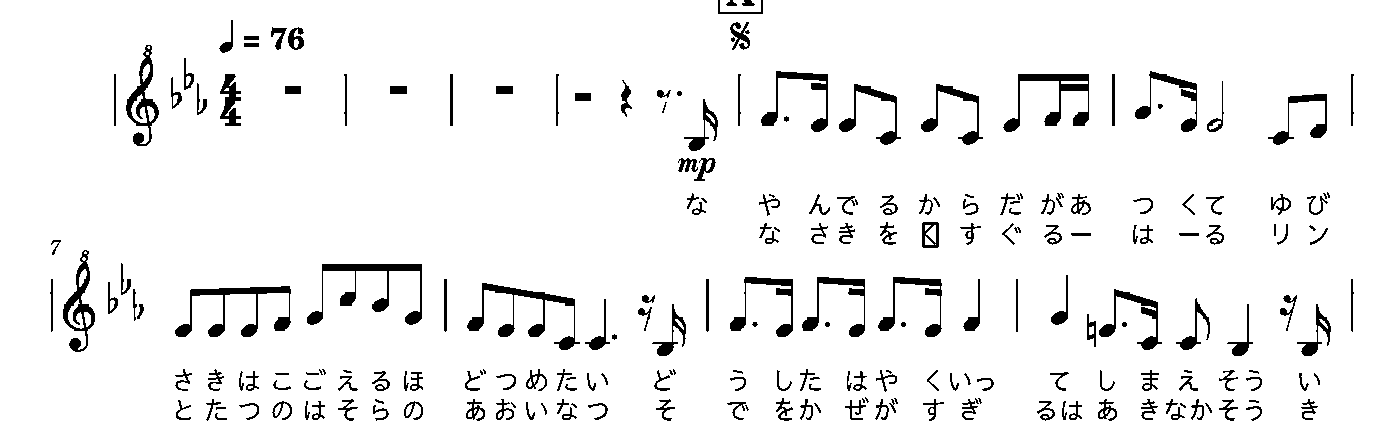 = 76
8
4
4
mp
な や んで る か ら だ があ つ くて ゆ び
な さき を す ぐ るー は ーる リ ン
7
8
さ き は こ ご え る ほ ど つ め た い ど う した はや くいっ て し ま え そう い
と た つ の は そ ら の あ お い な つ そ で をか ぜが す ぎ るは あ きなか そう き